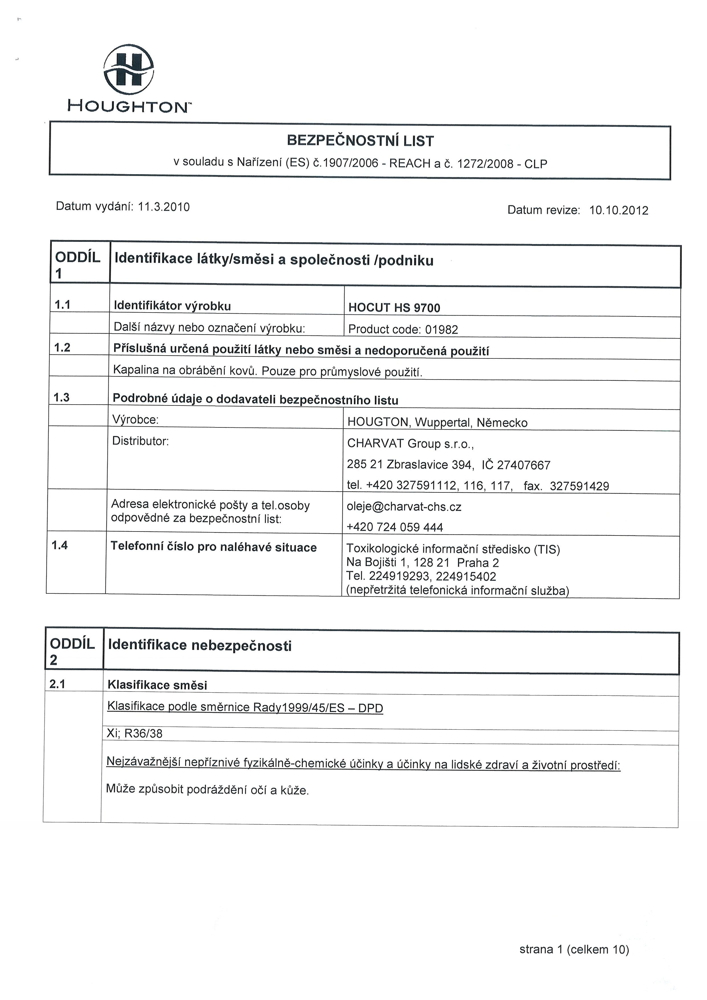 HOUGHTON™
BEZPEČNOSTNÍ LIST
v souladu s Nařízení (ES) č.1907/2006 - REACH a č. 1272/2008 - CLP
Datum vydání: 11.3.2010
Datum revize: 10.10.2012
ODDÍL
1
Identifikace látky/směsi a společnosti /podniku
1.1
Identifikátor výrobku
HOCUT HS 9700
Další názvy nebo označení výrobku:
Product code: 01982
1.2
Příslušná určená použití látky nebo směsi a nedoporučená použití
Kapalina na obrábění kovů. Pouze pro průmyslové použití.
1.3
Podrobné údaje o dodavateli bezpečnostního listu
Výrobce:
HOUGTON, Wuppertal, Německo
Distributor:
CHARVAT Group s.r.o.,
285 21 Zbraslavice 394, IČ 27407667
tel. +420 327591112, 116, 117, fax. 327591429
Adresa elektronické pošty a tel.osoby
odpovědné za bezpečnostní list:
oleje@charvat-chs.cz
+420 724 059 444
1.4
Telefonní číslo pro naléhavé situace
Toxikologické informační středisko (TIS)
Na Bojišti 1, 128 21 Praha 2
Tel. 224919293, 224915402
(nepřetržitá telefonická informační služba)
ODDÍL
2
Identifikace nebezpečnosti
2.1
Klasifikace směsi
Klasifikace podle směrnice Rady1999/45/ES – DPD
Xi; R36/38
Nejzávažnější nepříznivé fyzikálně-chemické účinky a účinky na lidské zdraví a životní prostředí:
Může způsobit podráždění očí a kůže.
strana 1 (celkem 10)